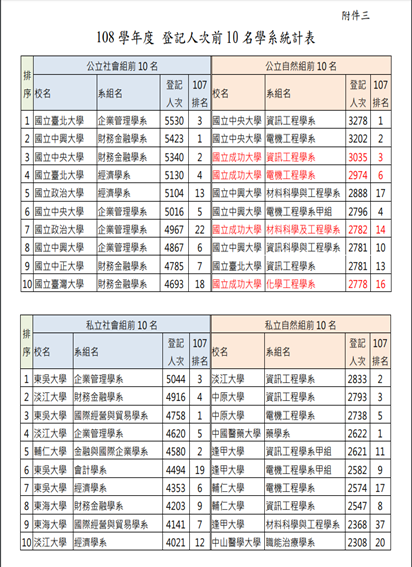 附件三
108 學年度 登記人次前 10 名學系統計表
排序 公立社會組前 10 名 公立自然組前 10 名
校名 系組名 登記人次 107排名 校名 系組名 登記人次 107排名
1 國立臺北大學 企業管理學系 5530 3 國立中央大學 資訊工程學系 3278 1
2 國立中興大學 財務金融學系 5423 1 國立中央大學 電機工程學系 3202 2
3 國立中央大學 財務金融學系 5340 2 國立成功大學 資訊工程學系 3035 3
4 國立臺北大學 經濟學系 5130 4 國立成功大學 電機工程學系 2974 6
5 國立政治大學 經濟學系 5104 13 國立中興大學 材料科學與工程學系 2888 17
6 國立中央大學 企業管理學系 5016 5 國立中興大學 電機工程學系甲組 2796 4
7 國立政治大學 企業管理學系 4967 22 國立成功大學 材料科學及工程學系 2782 14
8 國立中興大學 企業管理學系 4867 6 國立中興大學 資訊科學與工程學系 2781 10
9 國立中正大學 財務金融學系 4785 7 國立臺北大學 資訊工程學系 2781 13
10 國立臺灣大學 財務金融學系 4693 18 國立成功大學 化學工程學系 2778 16
排序 私立社會組前 10 名 私立自然組前 10 名
校名 系組名 登記人次 107排名 校名 系組名 登記人次 107排名
1 東吳大學 企業管理學系 5044 3 淡江大學 資訊工程學系 2833 2
2 淡江大學 財務金融學系 4916 4 中原大學 資訊工程學系 2793 3
3 東吳大學 國際經營與貿易學系 4758 1 中原大學 電機工程學系 2738 5
4 淡江大學 企業管理學系 4620 5 中國醫藥大學 藥學系 2622 1
5 輔仁大學 金融與國際企業學系 4580 2 逢甲大學 資訊工程學系甲組 2621 11
6 東吳大學 會計學系 4494 19 逢甲大學 電機工程學系甲組 2582 9
7 東吳大學 經濟學系 4353 6 輔仁大學 電機工程學系 2574 17
8 東海大學 財務金融學系 4203 9 輔仁大學 資訊工程學系 2547 8
9 東海大學 國際經營與貿易學系 4141 7 逢甲大學 材料科學與工程學系 2368 37
10 淡江大學 經濟學系 4021 12 中山醫學大學 職能治療學系 2308 20